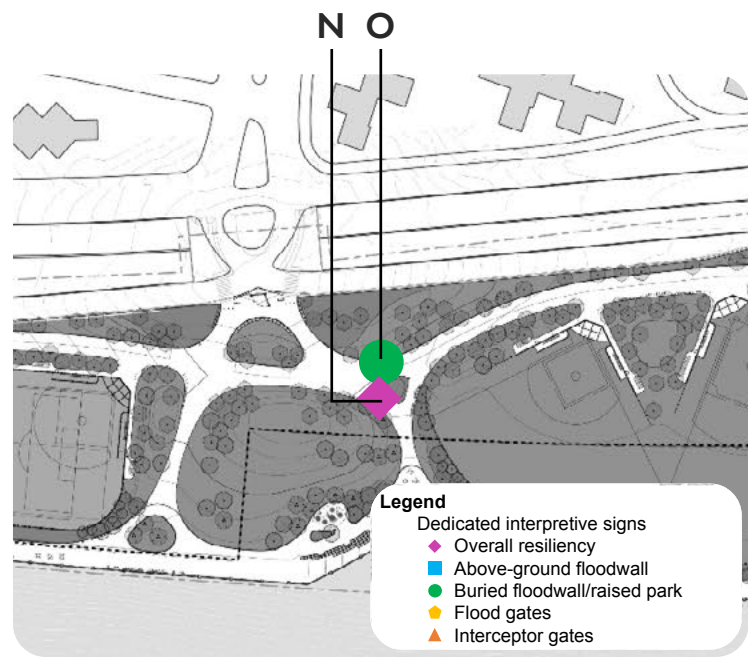 N O
Legend
Dedicated interpretive signs
Overall resiliency
Above-ground floodwall
Buried floodwall/raised park
Flood gates
Interceptor gates